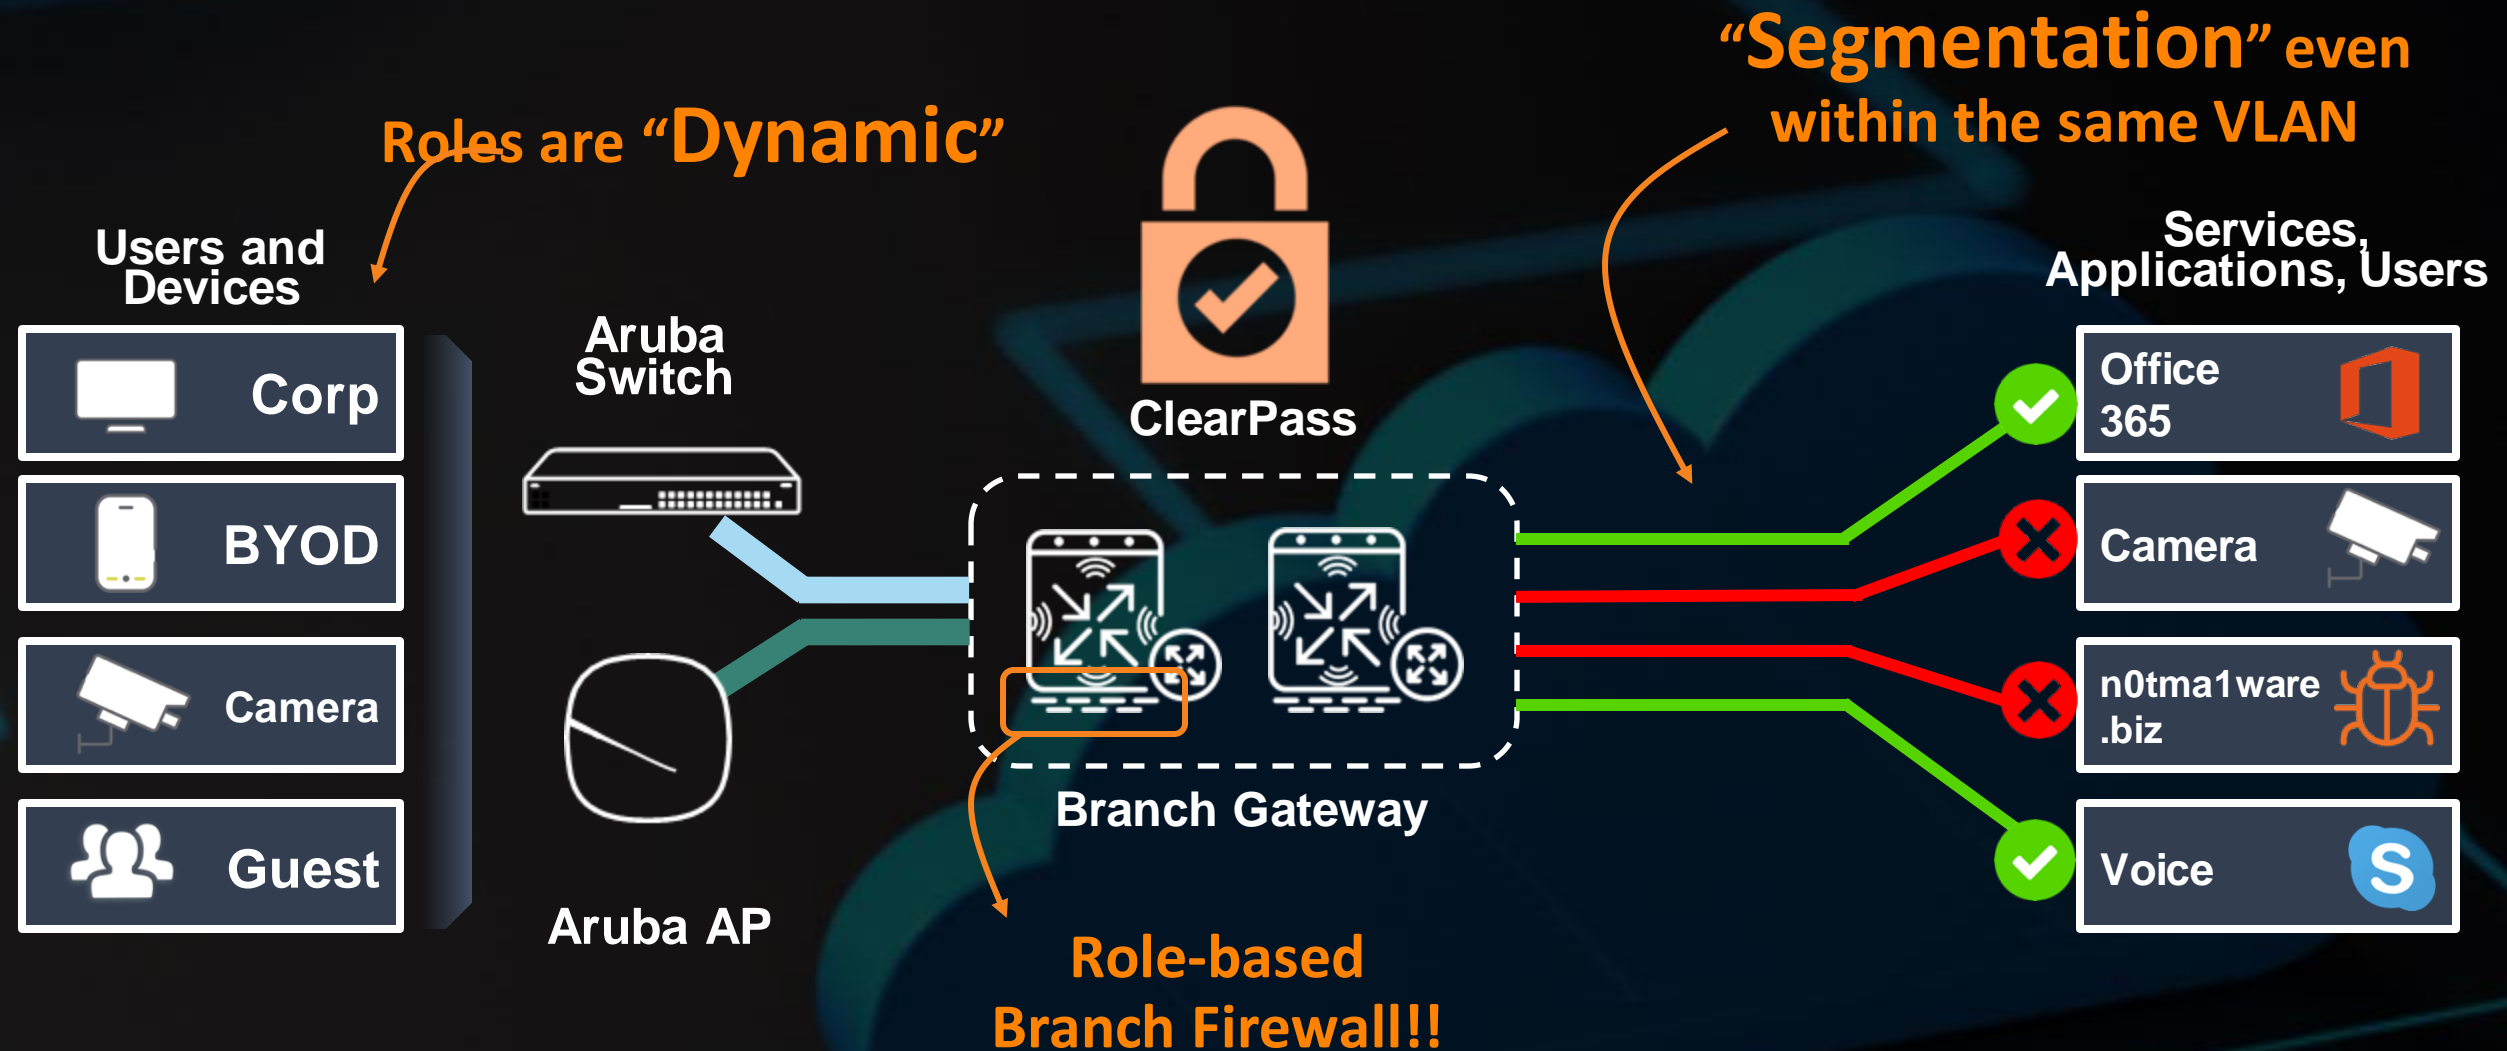 “Segmentation” even
within the same VLAN
Roles are “Dynamic”
Users and
Devices
Corp
BYOD
Camera
Guest
Aruba
Switch
Aruba AP
ClearPass
Branch Gateway
Role-based
Branch Firewall!!
Services,
Applications, Users
Office
365
Camera
n0tma1ware
.biz
Voice
S